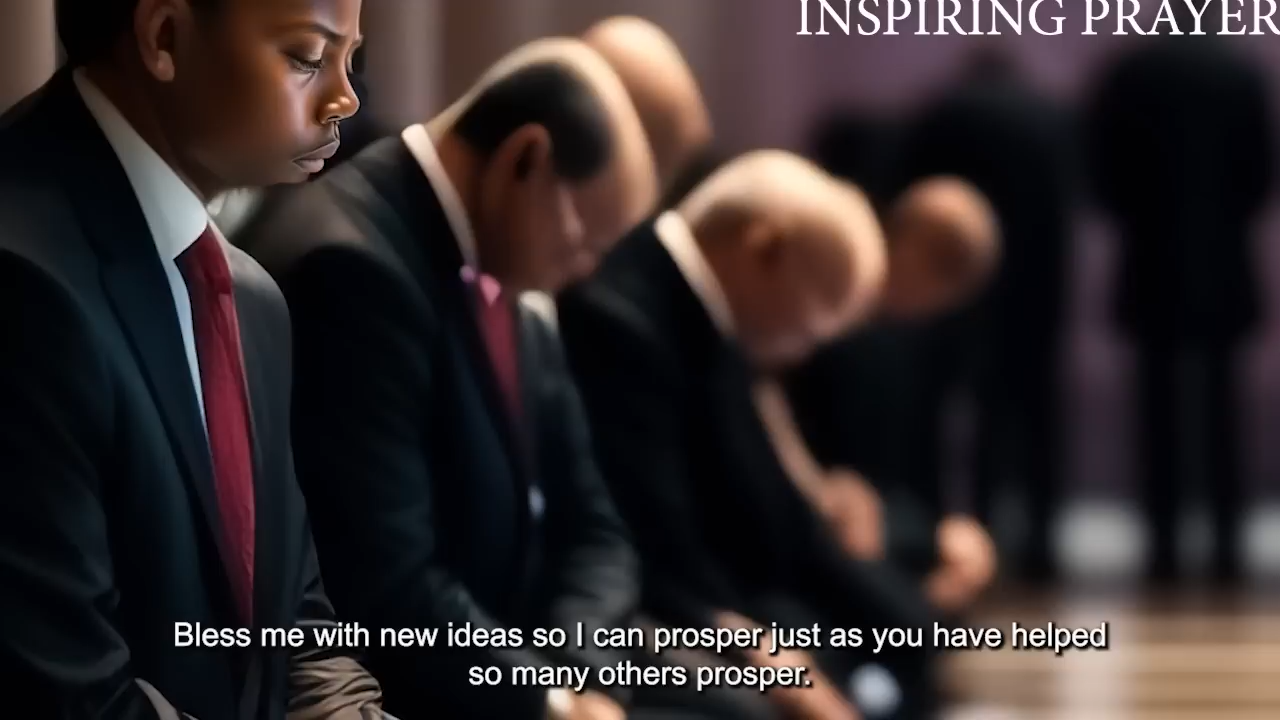 INSPIRING PRAYER
Bless me with new ideas so I can prosper just as you have helped
so many others prosper.